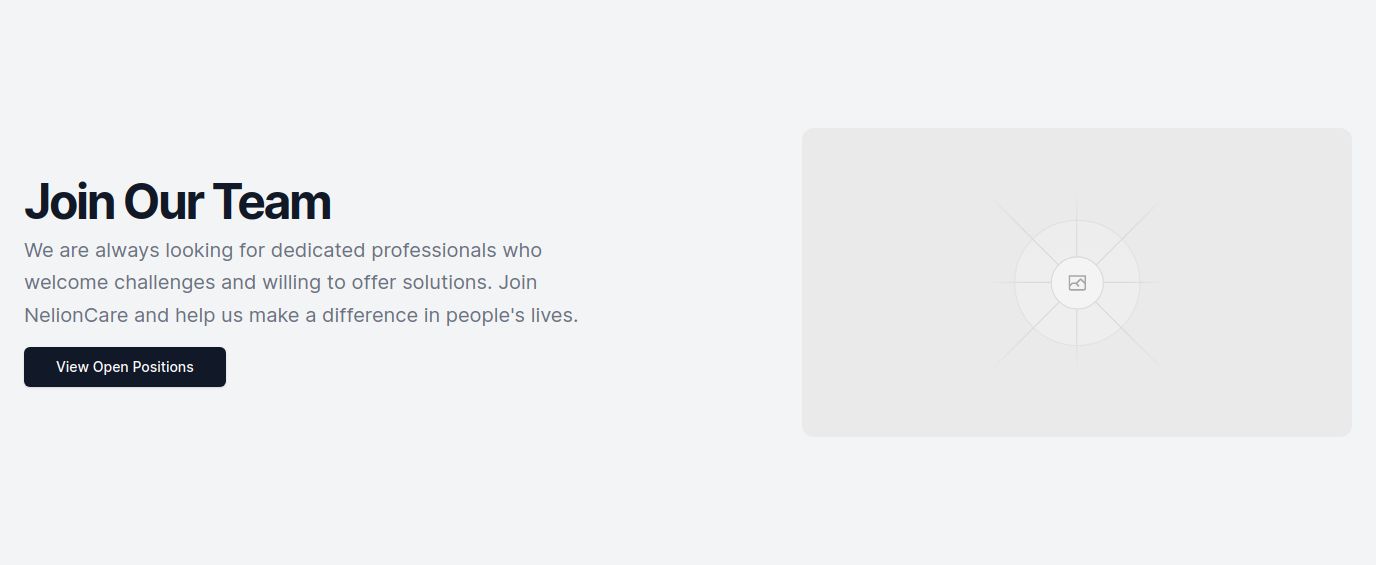 Join Our Team
We are always looking for dedicated professionals who
welcome challenges and willing to offer solutions. Join
NelionCare and help us make a difference in people's lives.
View Open Positions